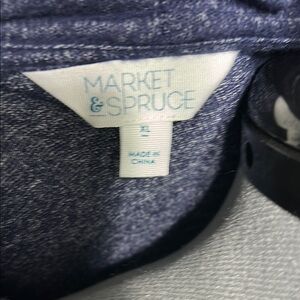 MARKET
& SPRUCE
XL
MADE IN
CHINA